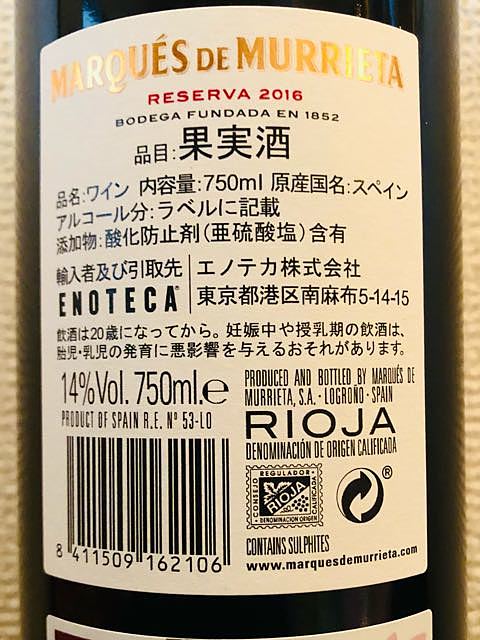 MARQUÉS DE MURRIETA
RESERVA 2016
BODEGA FUNDADA EN 1852
品目:果実酒
品名:ワイン 内容量:750ml 原産国名:スペイン
アルコール分:ラベルに記載
添加物:酸化防止剤(亜硫酸塩)含有
輸入者及び引取先
ENOTECA®
エノテカ株式会社
東京都港区南麻布5-14-15
飲酒は20歳になってから。妊娠中や授乳期の飲酒は、
胎児・乳児の発育に悪影響を与えるおそれがあります。
14%Vol. 750ml.e
PRODUCT OF SPAIN R.E. Nº 53-LO
PRODUCED AND BOTTLED BY MARQUÉS DE
MURRIETA, S.A. · LOGROÑO · SPAIN
RIOJA
DENOMINACIÓN DE ORIGEN CALIFICADA
CONSEJO REGULADOR CALIFICADA
RIOJA
DENOMINACIÓN ORIGEN
®
CONTAINS SULPHITES
www.marquesdemurrieta.com
8 411509 162106